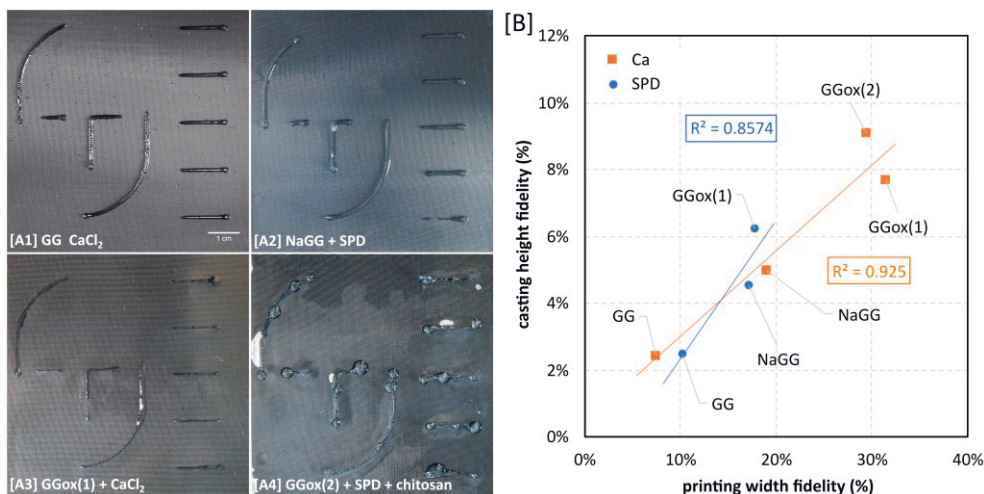 [A1] GG CaCl₂
1 cm
[A2] NaGG + SPD
[A3] GGox(1) + CaCl₂
[A4] GGox(2) + SPD + chitosan
[B]
12%
10%
8%
6%
4%
2%
0%
casting height fidelity (%)
Ca
SPD
R² = 0.8574
GGox(2)
GGox(1)
GGox(1)
R² = 0.925
GG
NaGG
NaGG
GG
0%
10%
20%
30%
40%
printing width fidelity (%)